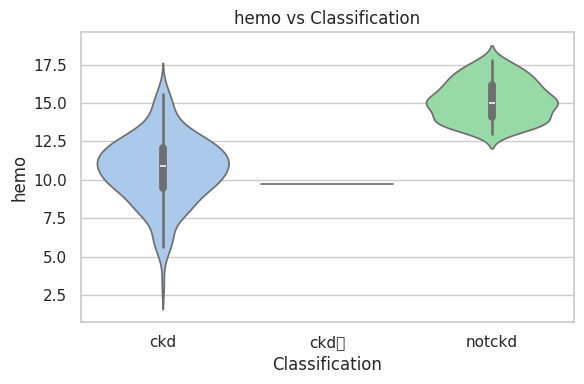 hemo vs Classification
17.5
15.0
12.5
10.0
7.5
5.0
2.5
hemo
ckd ckd▯ notckd
Classification